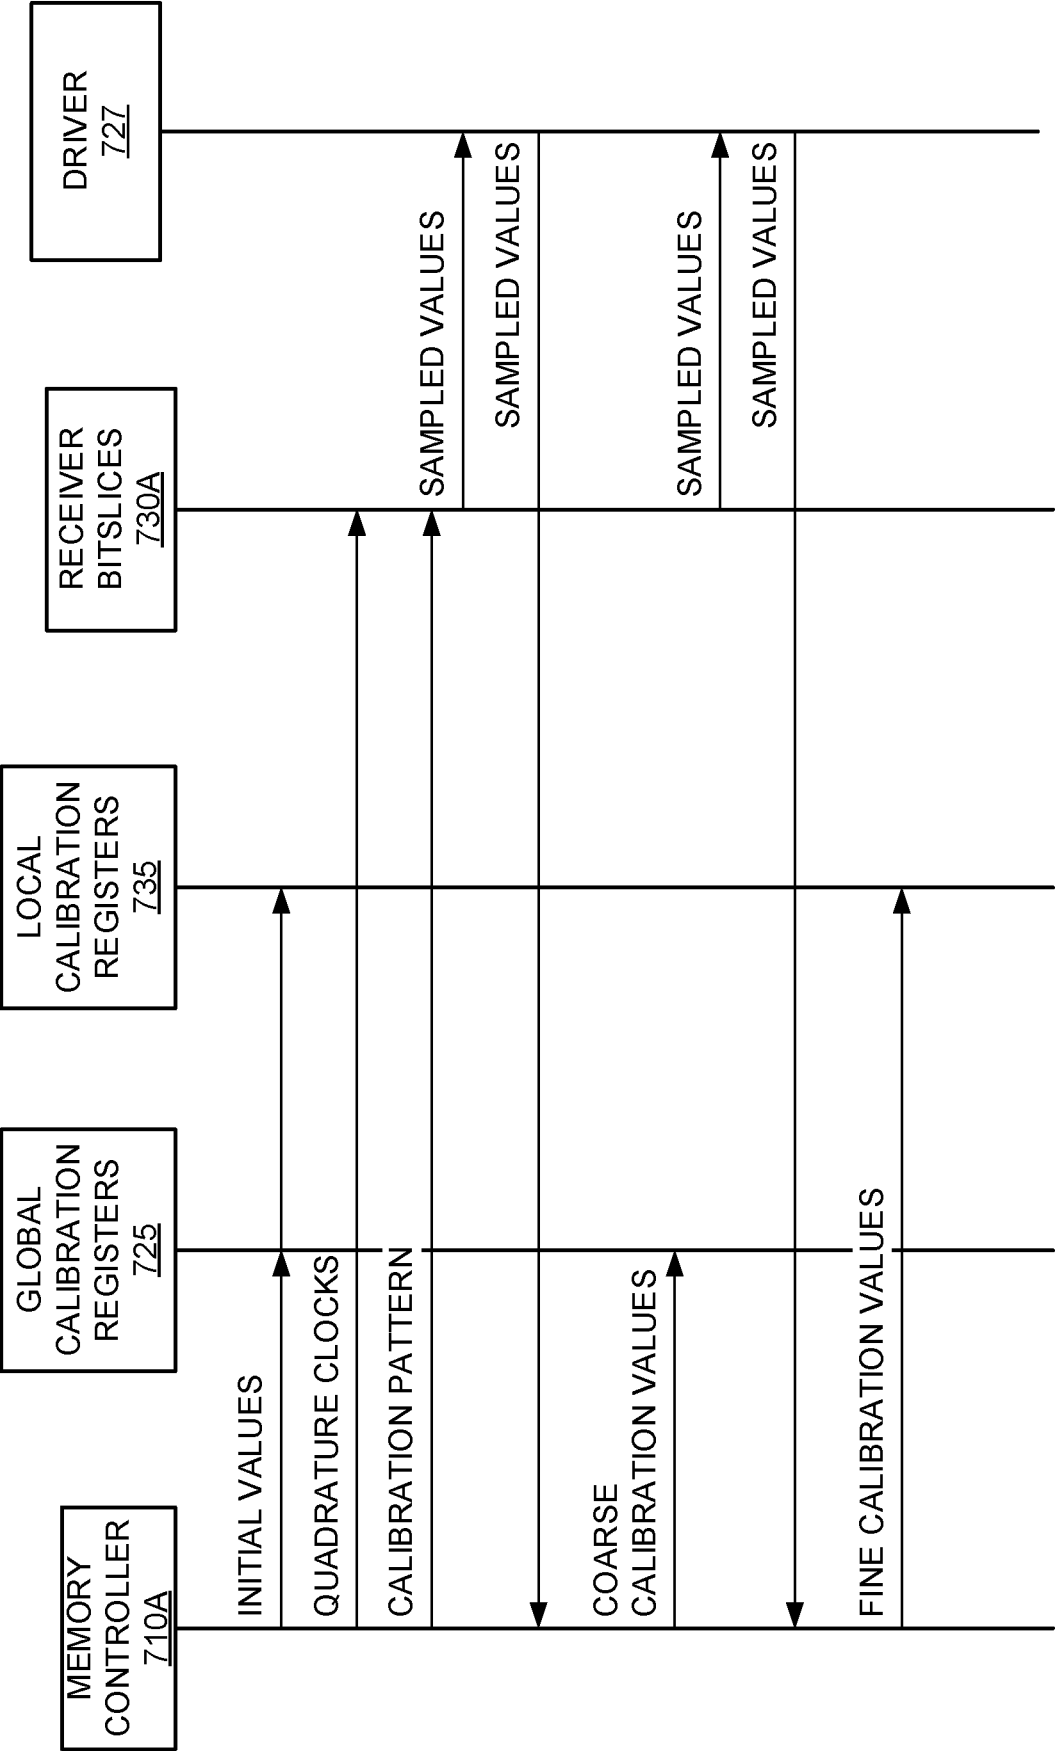 MEMORY
CONTROLLER
710A
GLOBAL
CALIBRATION
REGISTERS
725
LOCAL
CALIBRATION
REGISTERS
735
RECEIVER
BITSLICES
730A
DRIVER
727
INITIAL VALUES
QUADRATURE CLOCKS
CALIBRATION PATTERN
SAMPLED VALUES
SAMPLED VALUES
COARSE
CALIBRATION VALUES
SAMPLED VALUES
SAMPLED VALUES
FINE CALIBRATION VALUES